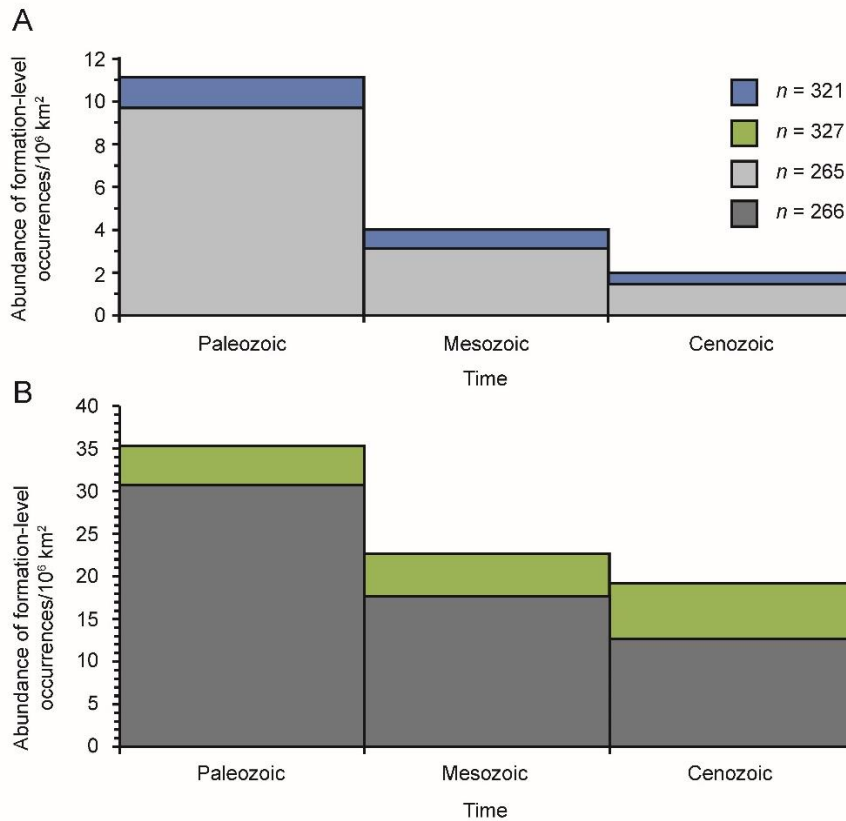 A
Abundance of formation-level
occurrences/10⁶ km²
12
10
8
6
4
2
0
n = 321
n = 327
n = 265
n = 266
Paleozoic
Mesozoic
Cenozoic
Time
B
Abundance of formation-level
occurrences/10⁶ km²
40
35
30
25
20
15
10
5
0
Paleozoic
Mesozoic
Cenozoic
Time